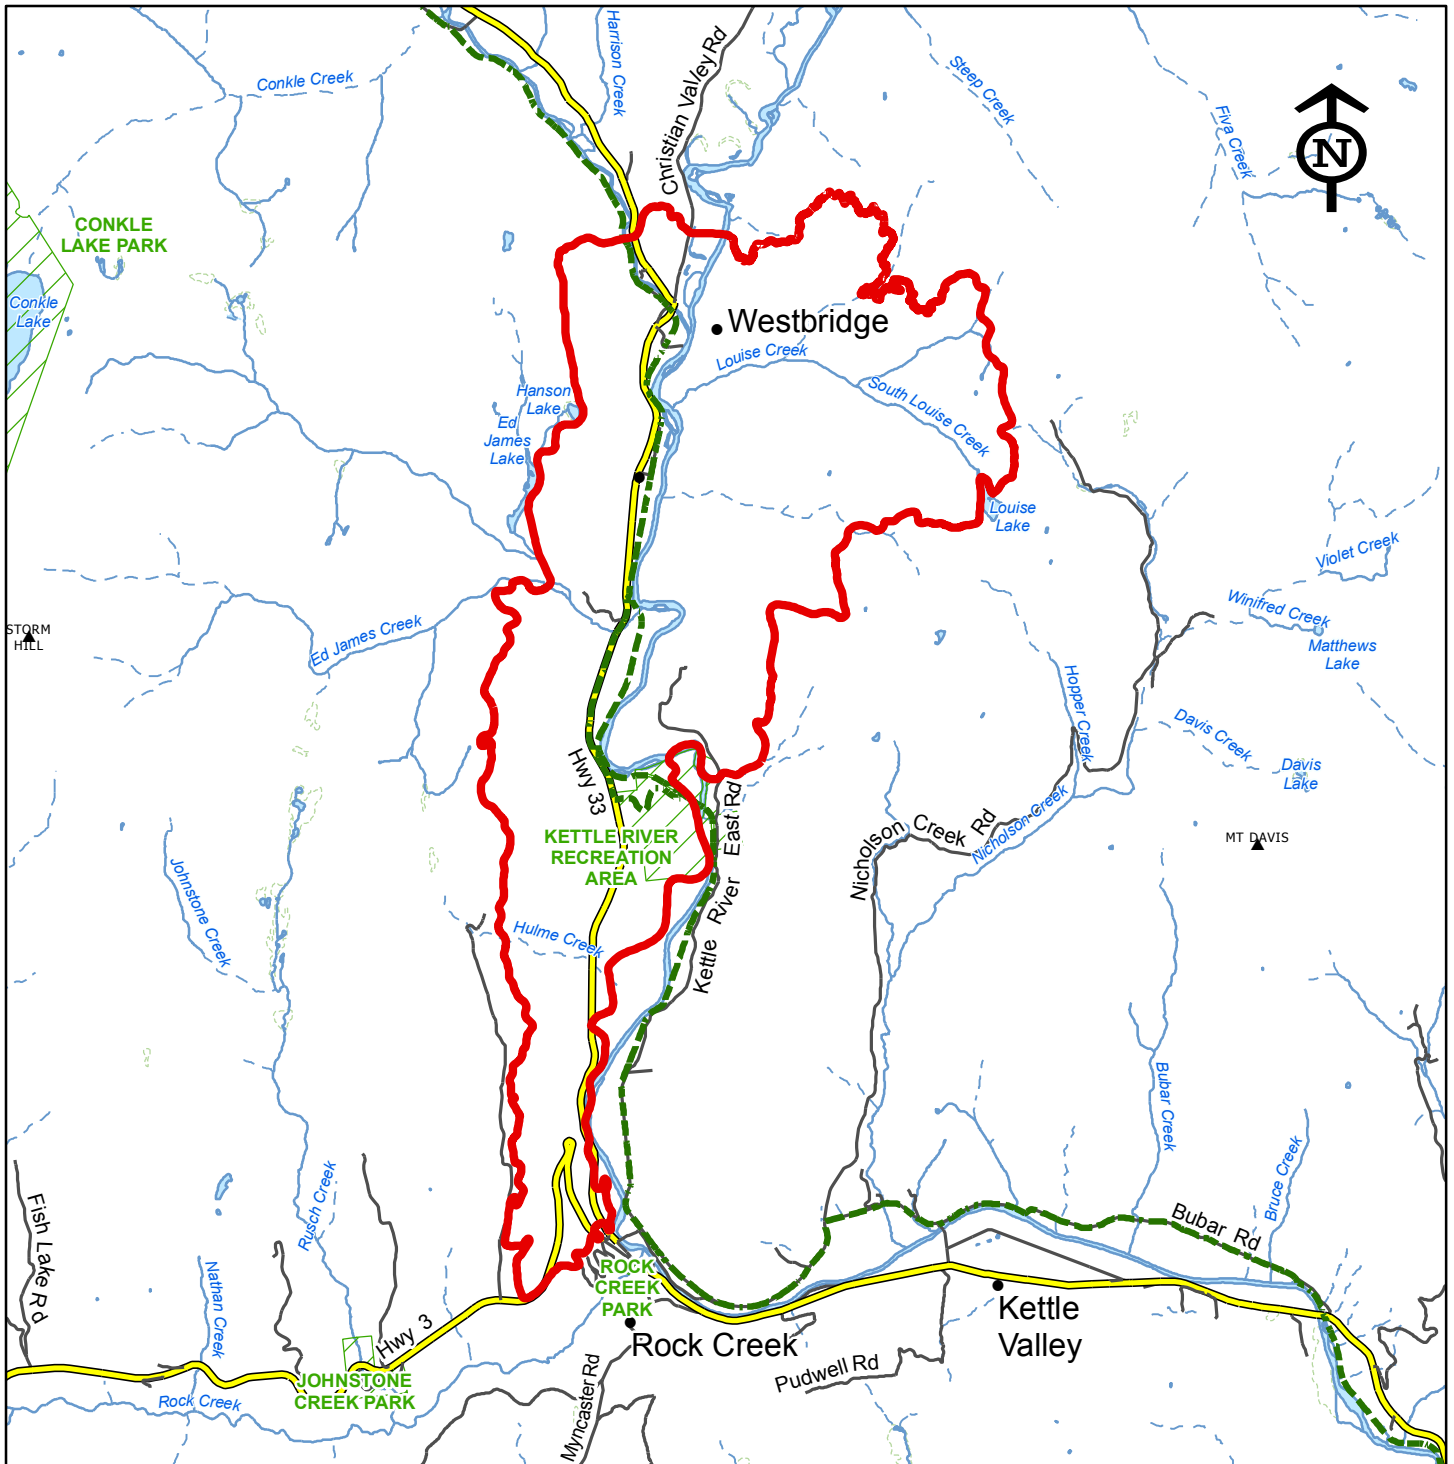 Harrison Creek
Christian Valley Rd
Conkle Creek
Steep Creek
Fiva Creek
N
CONKLE
LAKE PARK
Conkle
Lake
Westbridge
Louise Creek
South Louise Creek
Hanson
Lake
Ed
James
Lake
Louise
Lake
Violet Creek
Winifred Creek
Matthews
Lake
STORM
HILL
Ed James Creek
Hopper Creek
Davis Creek
Davis
Lake
MT DAVIS
Hwy 33
KETTLE RIVER
RECREATION
AREA
Kettle River East Rd
Nicholson Creek Rd
Nicholson Creek
Johnstone Creek
Hulme Creek
Bubar Creek
Bruce Creek
Bubar Rd
Rusch Creek
Fish Lake Rd
Nathan Creek
ROCK
CREEK
PARK
Rock Creek
Kettle
Valley
Hwy 3
JOHNSTONE
CREEK PARK
Rock Creek
Myncaster Rd
Pudwell Rd